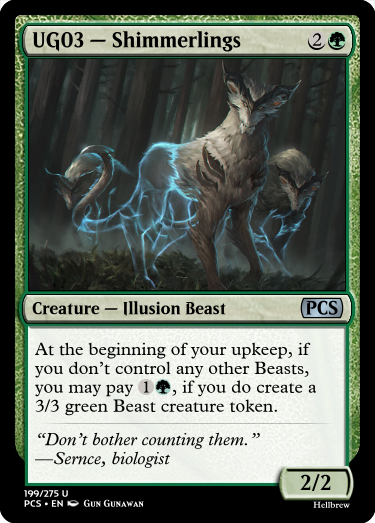 UG03 — Shimmerlings 2
Creature — Illusion Beast PCS
At the beginning of your upkeep, if
you don't control any other Beasts,
you may pay 1, if you do create a
3/3 green Beast creature token.
“Don't bother counting them.”
—Sernce, biologist
2/2
199/275 U
PCS • EN Gun Gunawan
Hellbrew